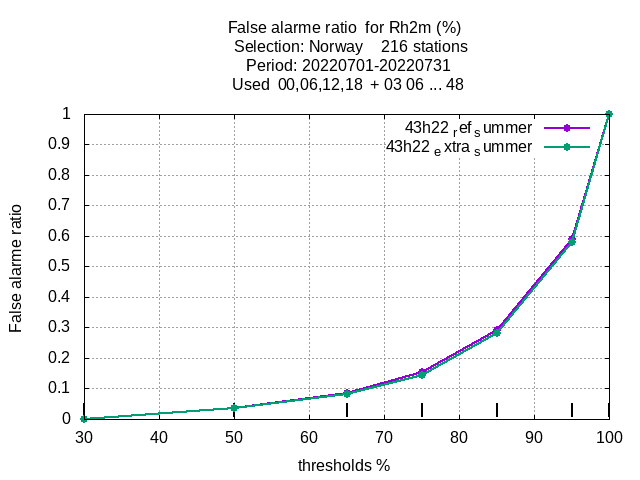 False alarme ratio for Rh2m (%)
Selection: Norway 216 stations
Period: 20220701-20220731
Used 00,06,12,18 + 03 06 ... 48
43h22 ref summer
43h22 extra summer
1
0.9
0.8
0.7
0.6
0.5
0.4
0.3
0.2
0.1
0
False alarme ratio
30 40 50 60 70 80 90 100
thresholds %